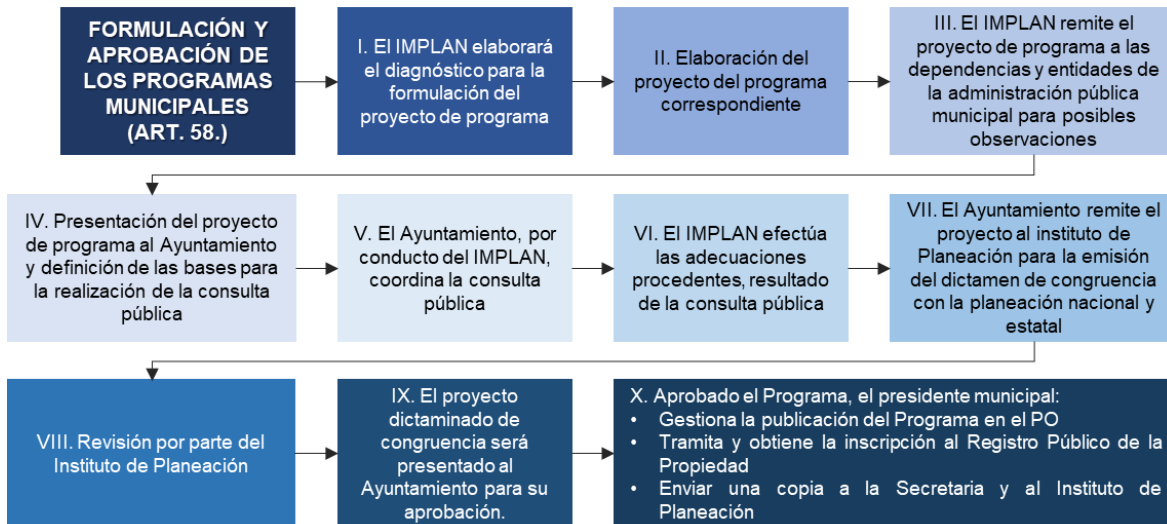 FORMULACIÓN Y
APROBACIÓN DE
LOS PROGRAMAS
MUNICIPALES
(ART. 58.)
I. El IMPLAN elaborará
el diagnóstico para la
formulación del
proyecto de programa
II. Elaboración del
proyecto del programa
correspondiente
III. El IMPLAN remite el
proyecto de programa a las
dependencias y entidades de
la administración pública
municipal para posibles
observaciones
IV. Presentación del proyecto
de programa al Ayuntamiento
y definición de las bases para
la realización de la consulta
pública
V. El Ayuntamiento, por
conducto del IMPLAN,
coordina la consulta
pública
VI. El IMPLAN efectúa
las adecuaciones
procedentes, resultado
de la consulta pública
VII. El Ayuntamiento remite el
proyecto al instituto de
Planeación para la emisión
del dictamen de congruencia
con la planeación nacional y
estatal
VIII. Revisión por parte del
Instituto de Planeación
IX. El proyecto
dictaminado de
congruencia será
presentado al
Ayuntamiento para su
aprobación.
X. Aprobado el Programa, el presidente municipal:
• Gestiona la publicación del Programa en el PO
• Tramita y obtiene la inscripción al Registro Público de la
Propiedad
• Enviar una copia a la Secretaria y al Instituto de
Planeación